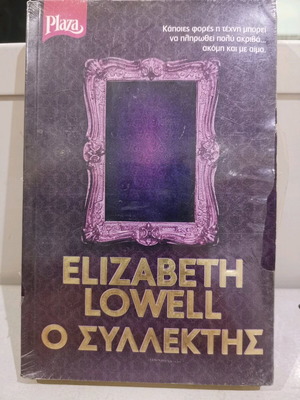 Plaza
Κάποιες φορές η τέχνη μπορεί
να πληρωθεί πολύ ακριβά...
ακόμη και με αίμα.
ELIZABETH
LOWELL
Ο ΣΥΛΛΕΚΤΗΣ